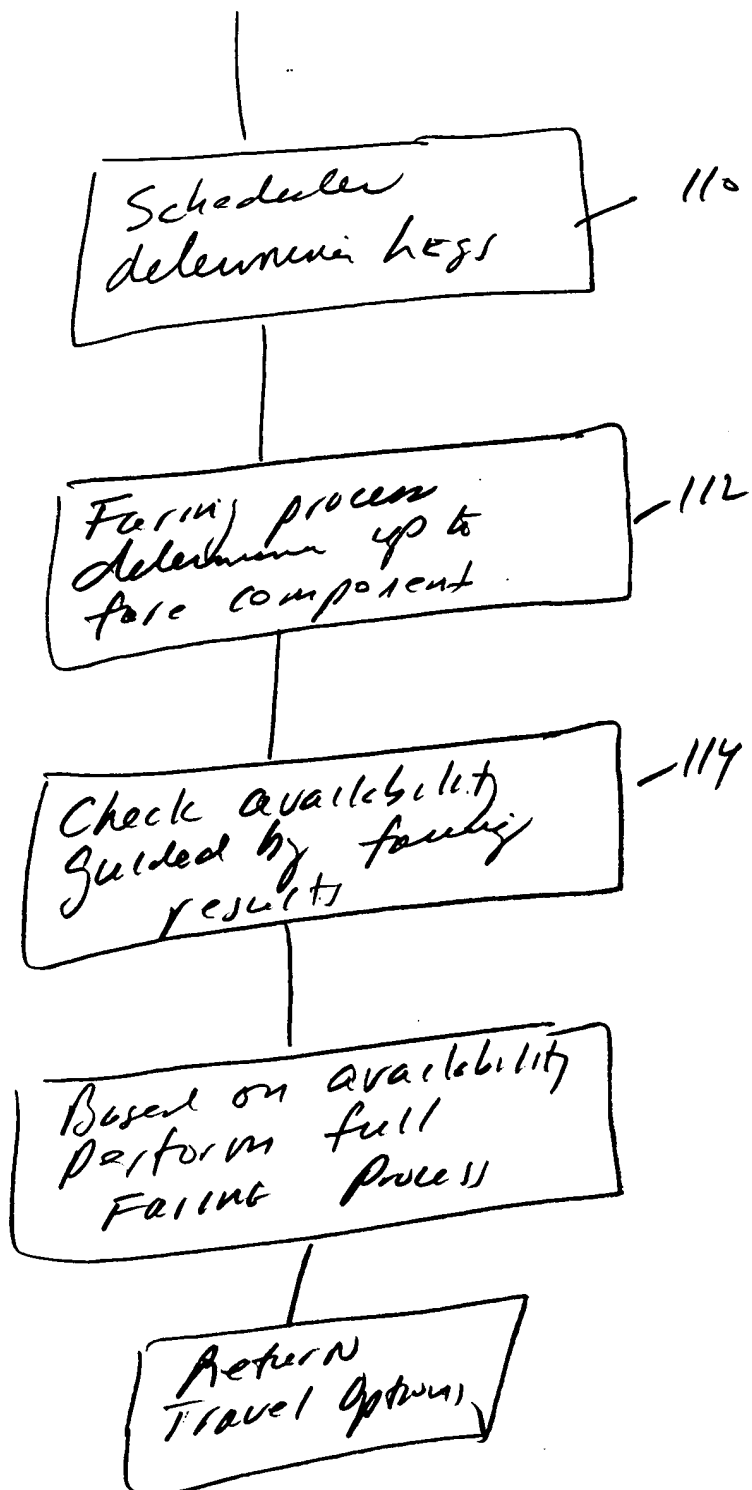 Scheduler
determines Legs
110
Faring process
determine up to
fare component
112
Check availability
guided by faring
results
114
Based on availability
perform full
Faring Process
Return
Travel Options